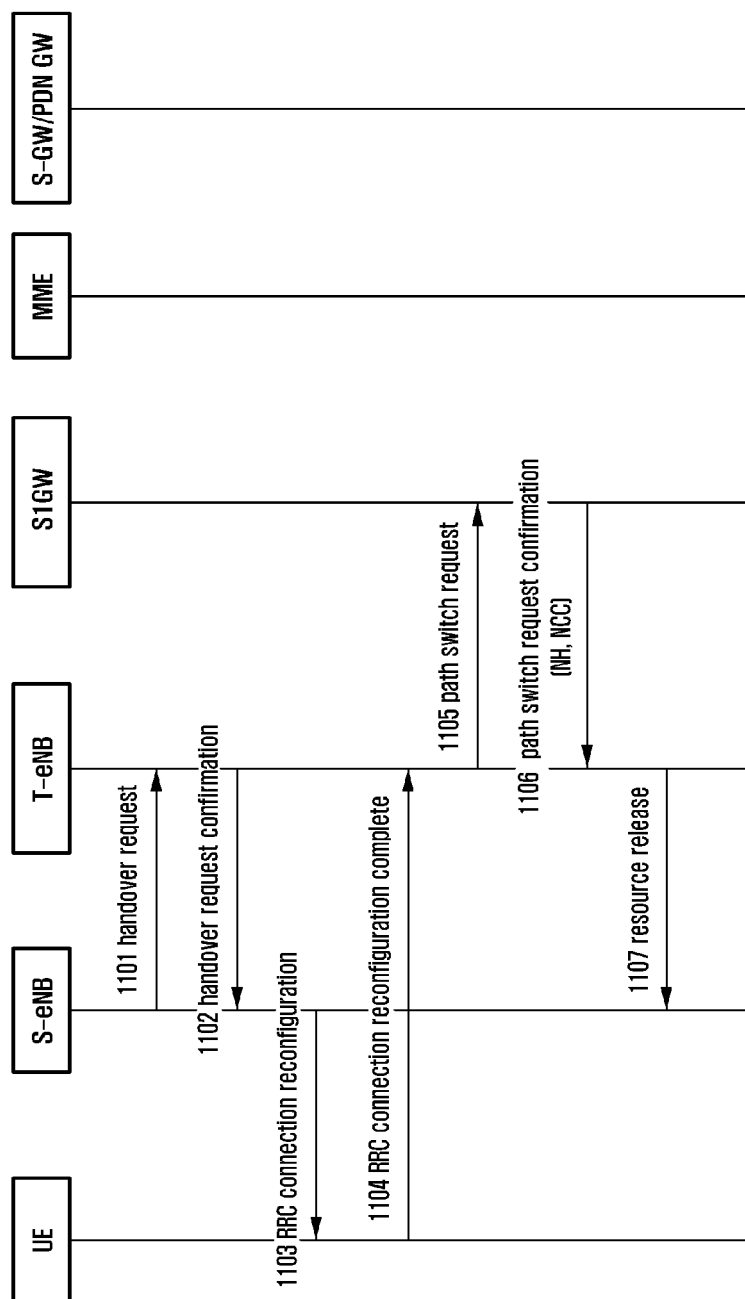 UE
S-eNB
T-eNB
S1GW
MME
S-GW/PDN GW
1101 handover request
1102 handover request confirmation
1103 RRC connection reconfiguration
1104 RRC connection reconfiguration complete
1105 path switch request
1106 path switch request confirmation
(NH, NCC)
1107 resource release